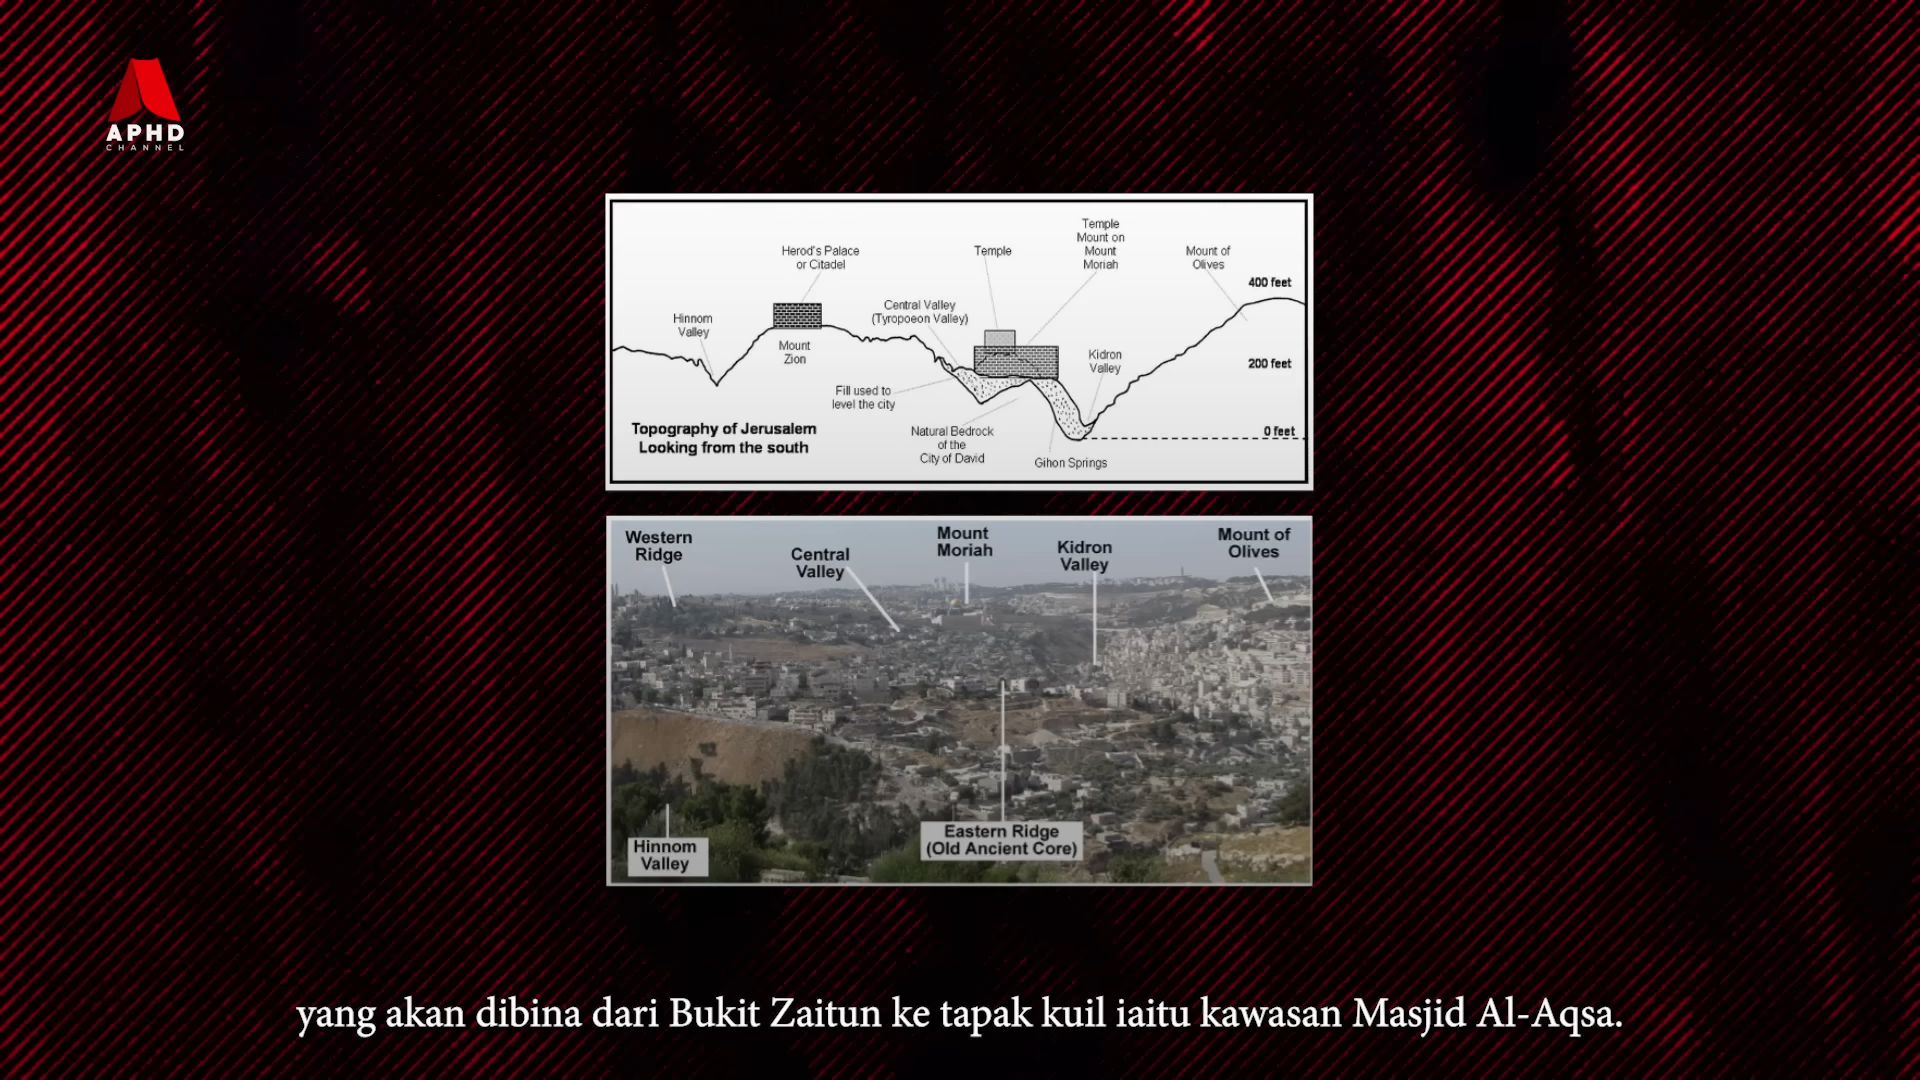 APHD
CHANNEL
Herod's Palace
or Citadel
Temple
Temple
Mount on
Mount
Moriah
Mount of
Olives
400 feet
Hinnom
Valley
Central Valley
(Tyropoeon Valley)
Mount
Zion
Kidron
Valley
200 feet
Fill used to
level the city
Topography of Jerusalem
Looking from the south
Natural Bedrock
of the
City of David
Gihon Springs
0 feet
Western
Ridge
Central
Valley
Mount
Moriah
Kidron
Valley
Mount of
Olives
Hinnom
Valley
Eastern Ridge
(Old Ancient Core)
yang akan dibina dari Bukit Zaitun ke tapak kuil iaitu kawasan Masjid Al-Aqsa.